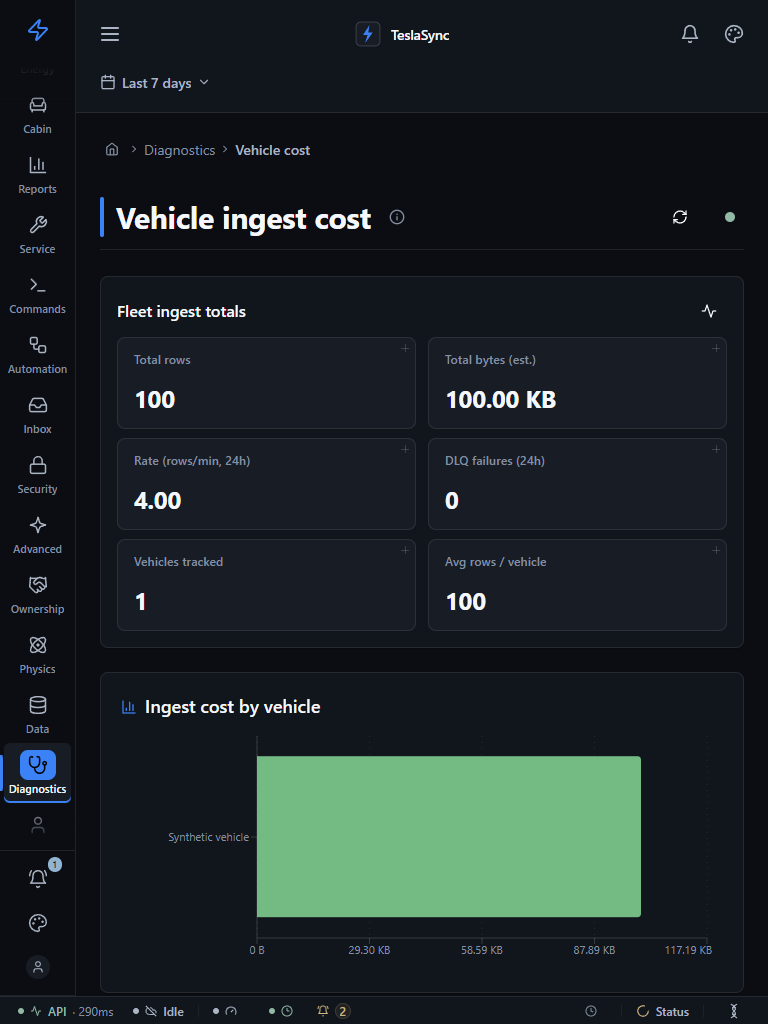 TeslaSync
Last 7 days
Energy
Cabin
Reports
Service
Commands
Automation
Inbox
Security
Advanced
Ownership
Physics
Data
Diagnostics
1
Diagnostics > Vehicle cost
Vehicle ingest cost
Fleet ingest totals
Total rows
100
Total bytes (est.)
100.00 KB
Rate (rows/min, 24h)
4.00
DLQ failures (24h)
0
Vehicles tracked
1
Avg rows / vehicle
100
Ingest cost by vehicle
Synthetic vehicle
0 B 29.30 KB 58.59 KB 87.89 KB 117.19 KB
API · 290ms Idle 2 Status